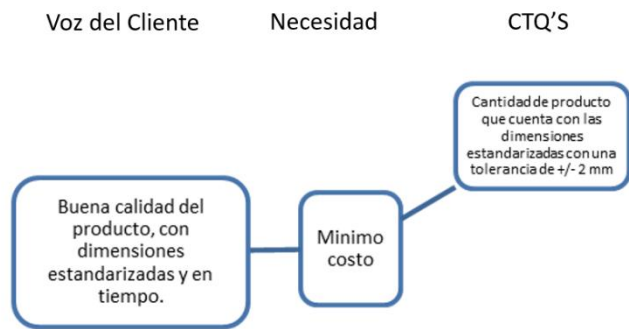 Voz del Cliente
Necesidad
CTQ'S
Cantidad de producto
que cuenta con las
dimensiones
estandarizadas con una
tolerancia de +/- 2 mm
Buena calidad del
producto, con
dimensiones
estandarizadas y en
tiempo.
Minimo
costo